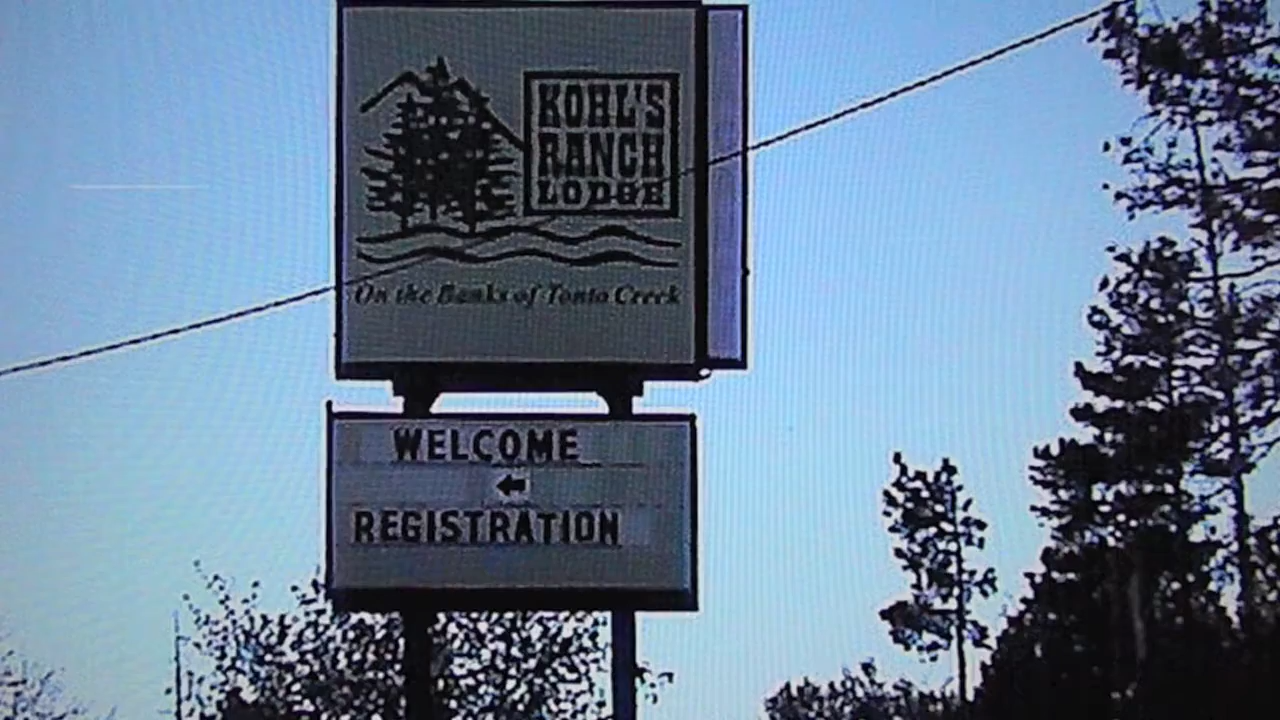 KOHL'S
RANCH
LODGE
On the Banks of Tonto Creek
WELCOME
←
REGISTRATION